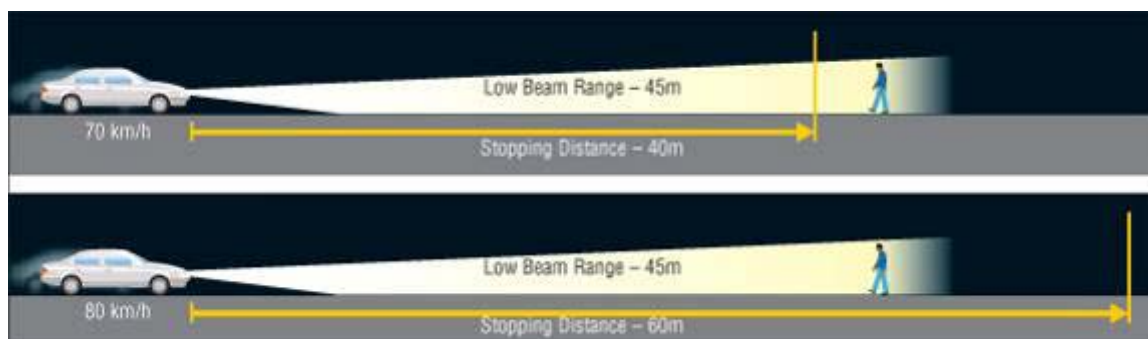 Low Beam Range – 45m
70 km/h
Stopping Distance – 40m
Low Beam Range – 45m
80 km/h
Stopping Distance – 60m